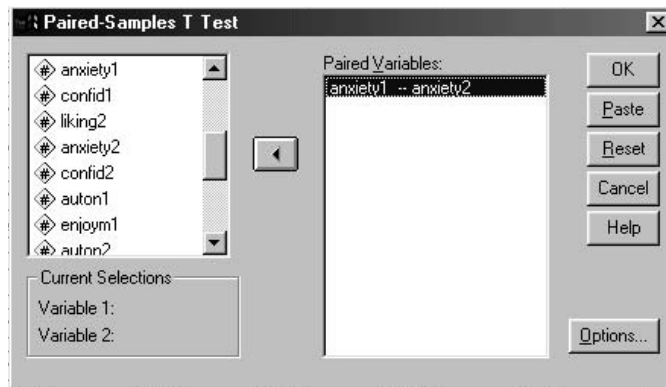 Paired-Samples T Test
anxiety1
confid1
liking2
anxiety2
confid2
auton1
enjoym1
auton2
Current Selections
Variable 1:
Variable 2:
Paired Variables:
anxiety1 -- anxiety2
OK
Paste
Reset
Cancel
Help
Options...